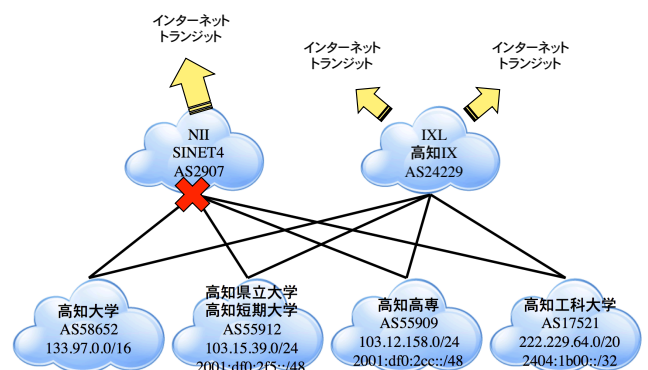 インターネット
トランジット
インターネット
トランジット
インターネット
トランジット
NII
SINET4
AS2907
IXL
高知IX
AS24229
高知大学
AS58652
133.97.0.0/16
高知県立大学
高知短期大学
AS55912
103.15.39.0/24
2001:df0:2f5::/48
高知高専
AS55909
103.12.158.0/24
2001:df0:2cc::/48
高知工科大学
AS17521
222.229.64.0/20
2404:1b00::/32